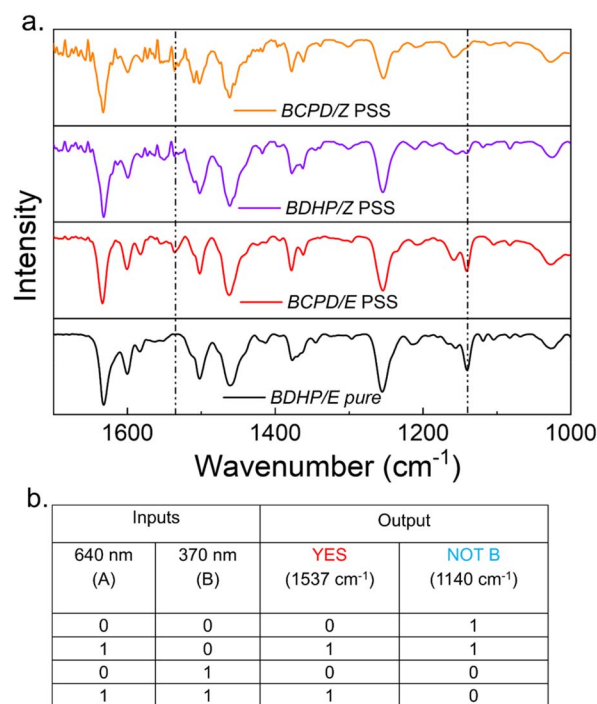 a.
BCPD/Z PSS
BDHP/Z PSS
BCPD/E PSS
BDHP/E pure
Intensity
1600 1400 1200 1000
Wavenumber (cm-1)
b.
Inputs Output
640 nm 370 nm YES NOT B
(A) (B) (1537 cm-1) (1140 cm-1)
0 0 0 1
1 0 1 1
0 1 0 0
1 1 1 0